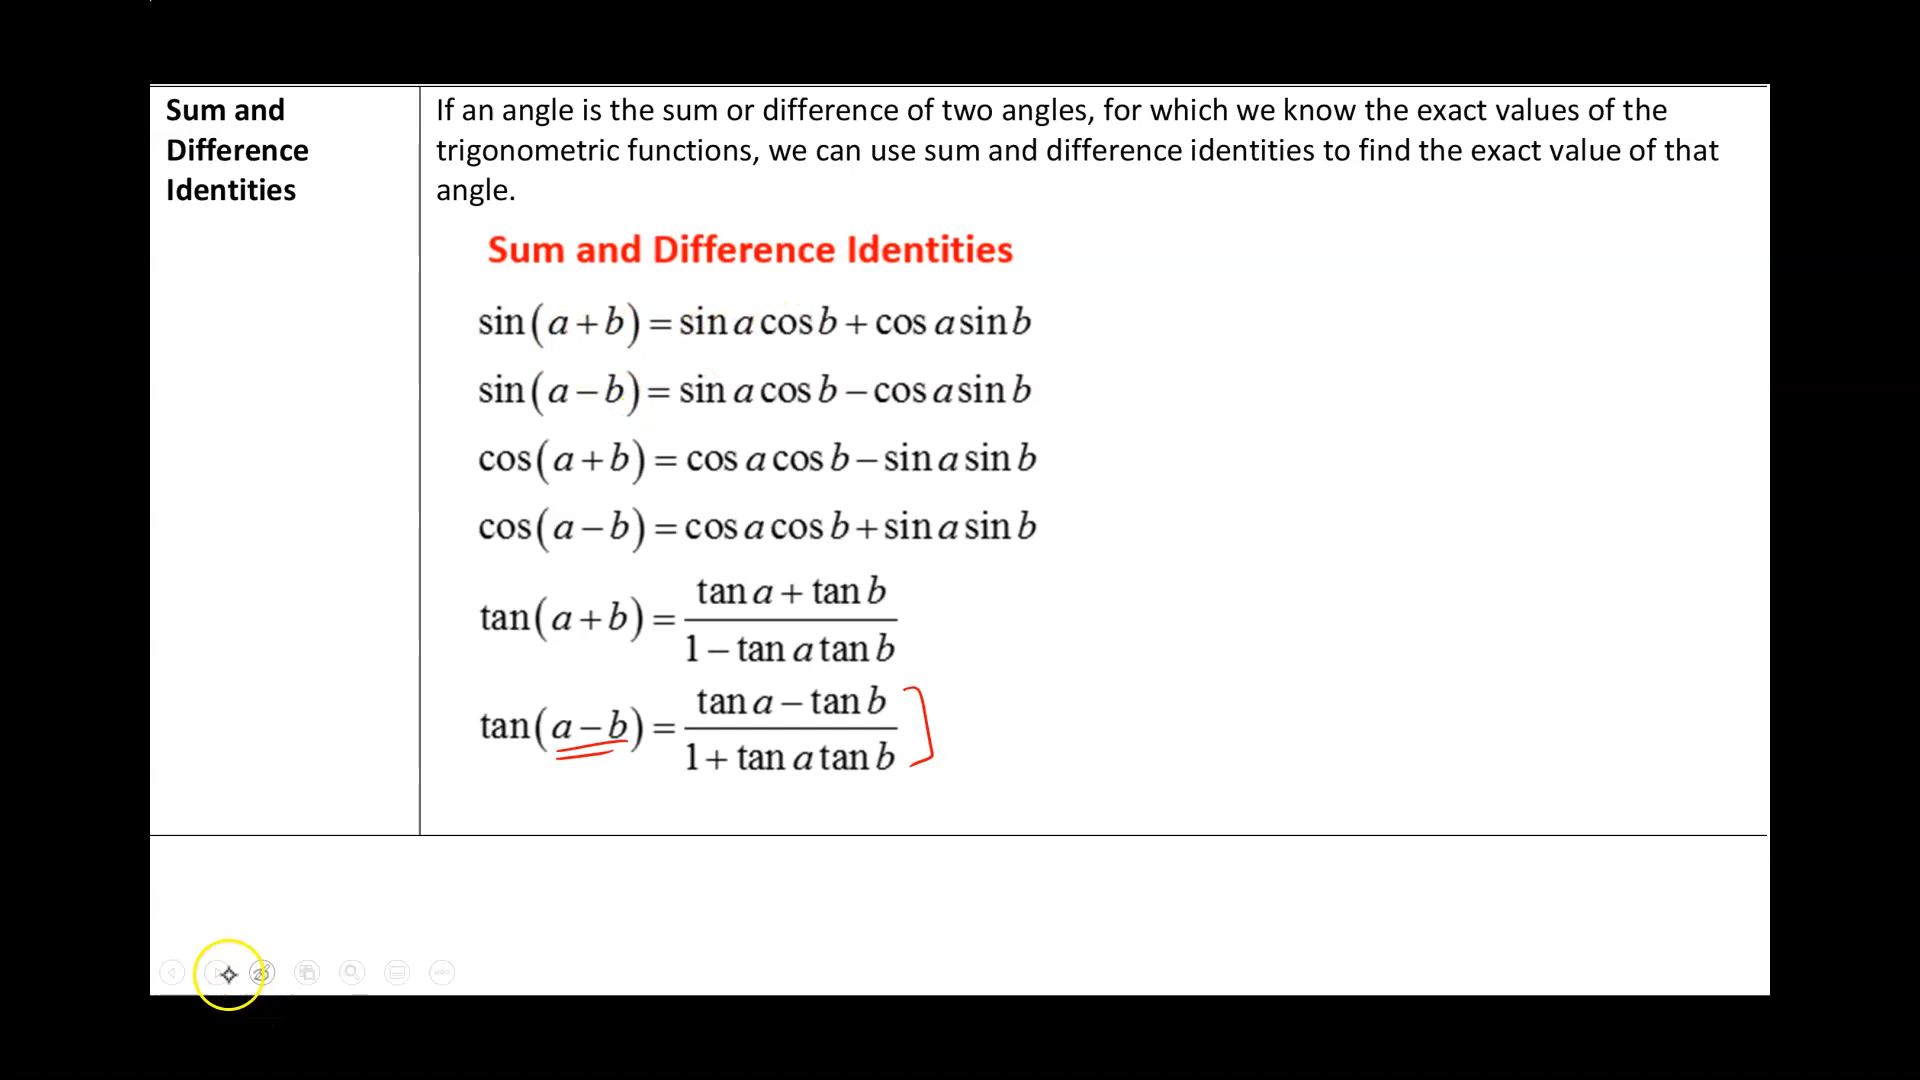 Sum and
Difference
Identities
If an angle is the sum or difference of two angles, for which we know the exact values of the
trigonometric functions, we can use sum and difference identities to find the exact value of that
angle.
Sum and Difference Identities
sin(a+b)=sin a cos b+cos a sin b
sin(a−b)=sin a cos b−cos a sin b
cos(a+b)=cos a cos b−sin a sin b
cos(a−b)=cos a cos b+sin a sin b
tan(a+b)=
tan a+tan b
1−tan a tan b
tan(a−b)=
tan a−tan b
1+tan a tan b